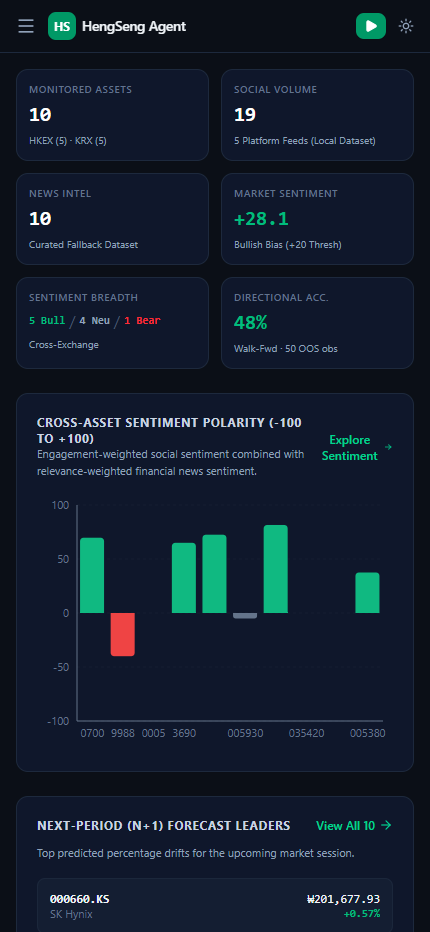 HS HengSeng Agent
MONITORED ASSETS
10
HKEX (5) · KRX (5)
SOCIAL VOLUME
19
5 Platform Feeds (Local Dataset)
NEWS INTEL
10
Curated Fallback Dataset
MARKET SENTIMENT
+28.1
Bullish Bias (+20 Thresh)
SENTIMENT BREADTH
5 Bull / 4 Neu / 1 Bear
Cross-Exchange
DIRECTIONAL ACC.
48%
Walk-Fwd · 50 OOS obs
CROSS-ASSET SENTIMENT POLARITY (-100
TO +100)
Engagement-weighted social sentiment combined with
relevance-weighted financial news sentiment.
Explore
Sentiment →
100
50
0
-50
-100
0700 9988 0005 3690 005930 035420 005380
NEXT-PERIOD (N+1) FORECAST LEADERS
View All 10 →
Top predicted percentage drifts for the upcoming market session.
000660.KS
SK Hynix
₩201,677.93
+0.57%